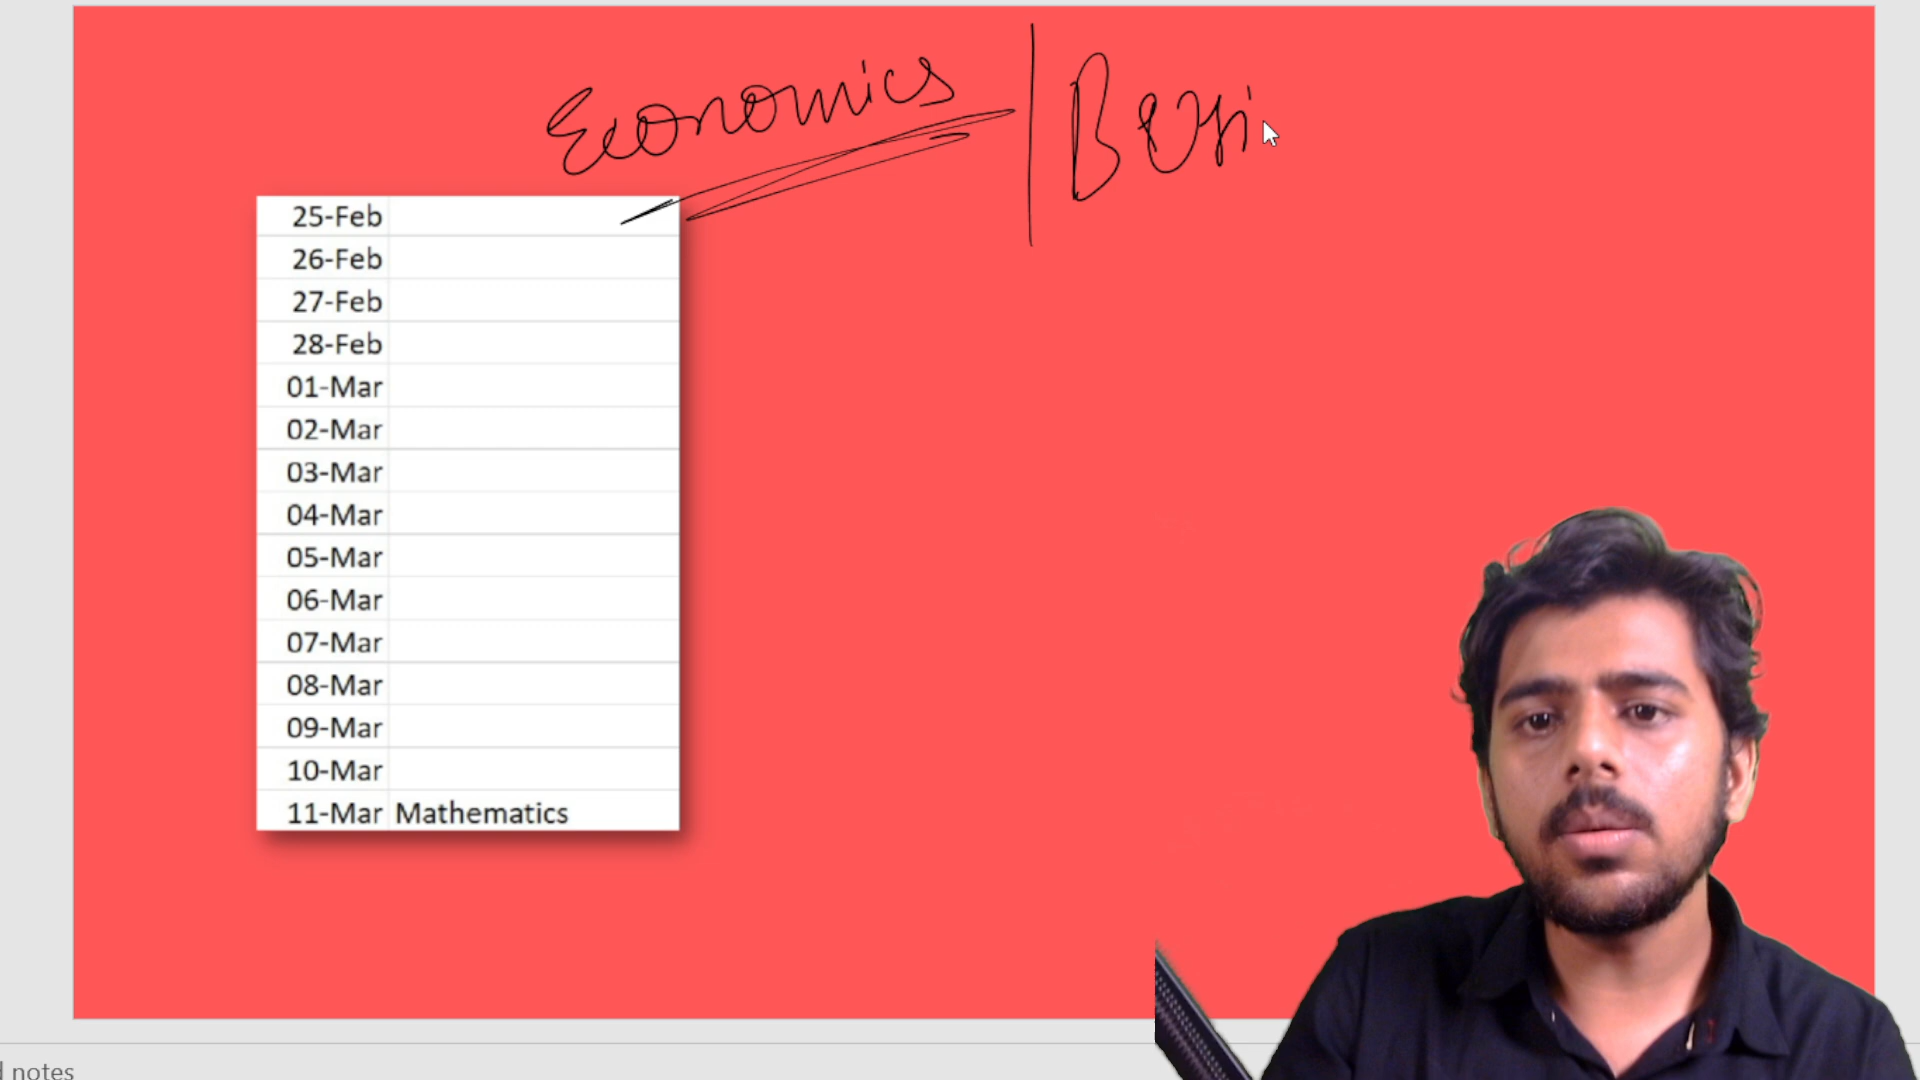 Economics | Busi
25-Feb
26-Feb
27-Feb
28-Feb
01-Mar
02-Mar
03-Mar
04-Mar
05-Mar
06-Mar
07-Mar
08-Mar
09-Mar
10-Mar
11-Mar Mathematics
notes